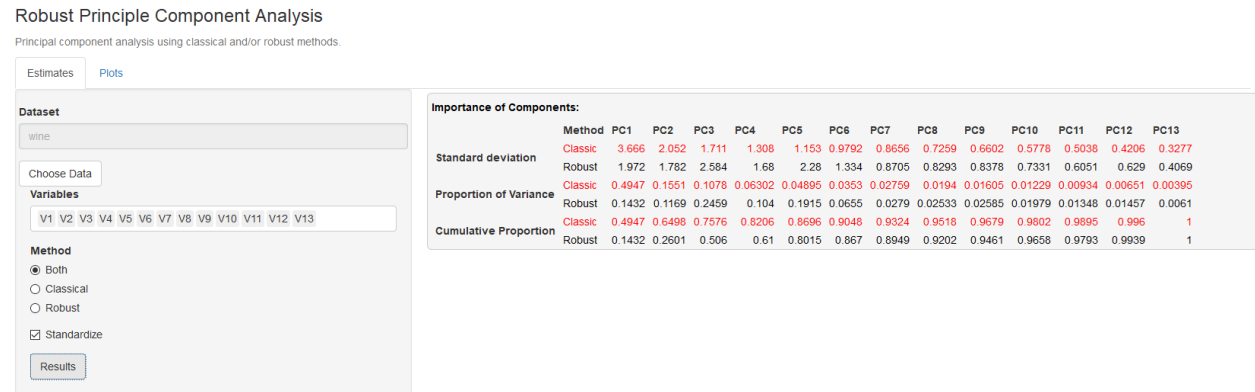 Robust Principle Component Analysis
Principal component analysis using classical and/or robust methods.
Estimates Plots
Dataset
wine
Choose Data
Variables
V1 V2 V3 V4 V5 V6 V7 V8 V9 V10 V11 V12 V13
Method
Both
Classical
Robust
Standardize
Results
Importance of Components:
Method PC1 PC2 PC3 PC4 PC5 PC6 PC7 PC8 PC9 PC10 PC11 PC12 PC13
Standard deviation
Classic 3.666 2.052 1.711 1.308 1.153 0.9792 0.8656 0.7259 0.6602 0.5778 0.5038 0.4206 0.3277
Robust 1.972 1.782 2.584 1.68 2.28 1.334 0.8705 0.8293 0.8378 0.7331 0.6051 0.629 0.4069
Proportion of Variance
Classic 0.4947 0.1551 0.1078 0.06302 0.04895 0.0353 0.02759 0.0194 0.01605 0.01229 0.00934 0.00651 0.00395
Robust 0.1432 0.1169 0.2459 0.104 0.1915 0.0655 0.0279 0.02533 0.02585 0.01979 0.01348 0.01457 0.0061
Cumulative Proportion
Classic 0.4947 0.6498 0.7576 0.8206 0.8696 0.9048 0.9324 0.9518 0.9679 0.9802 0.9895 0.996 1
Robust 0.1432 0.2601 0.506 0.61 0.8015 0.867 0.8949 0.9202 0.9461 0.9658 0.9793 0.9939 1